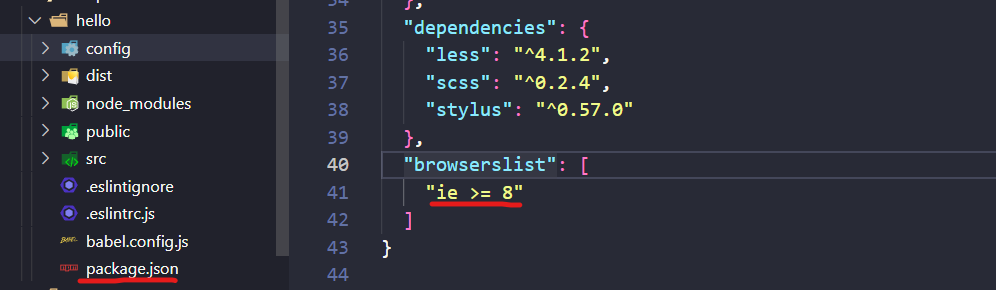 hello
config
dist
node_modules
public
src
.eslintignore
.eslintrc.js
babel.config.js
package.json
34 },
35 "dependencies": {
36 "less": "^4.1.2",
37 "scss": "^0.2.4",
38 "stylus": "^0.57.0"
39 },
40 "browserslist": [
41 "ie >= 8"
42 ]
43 }
44